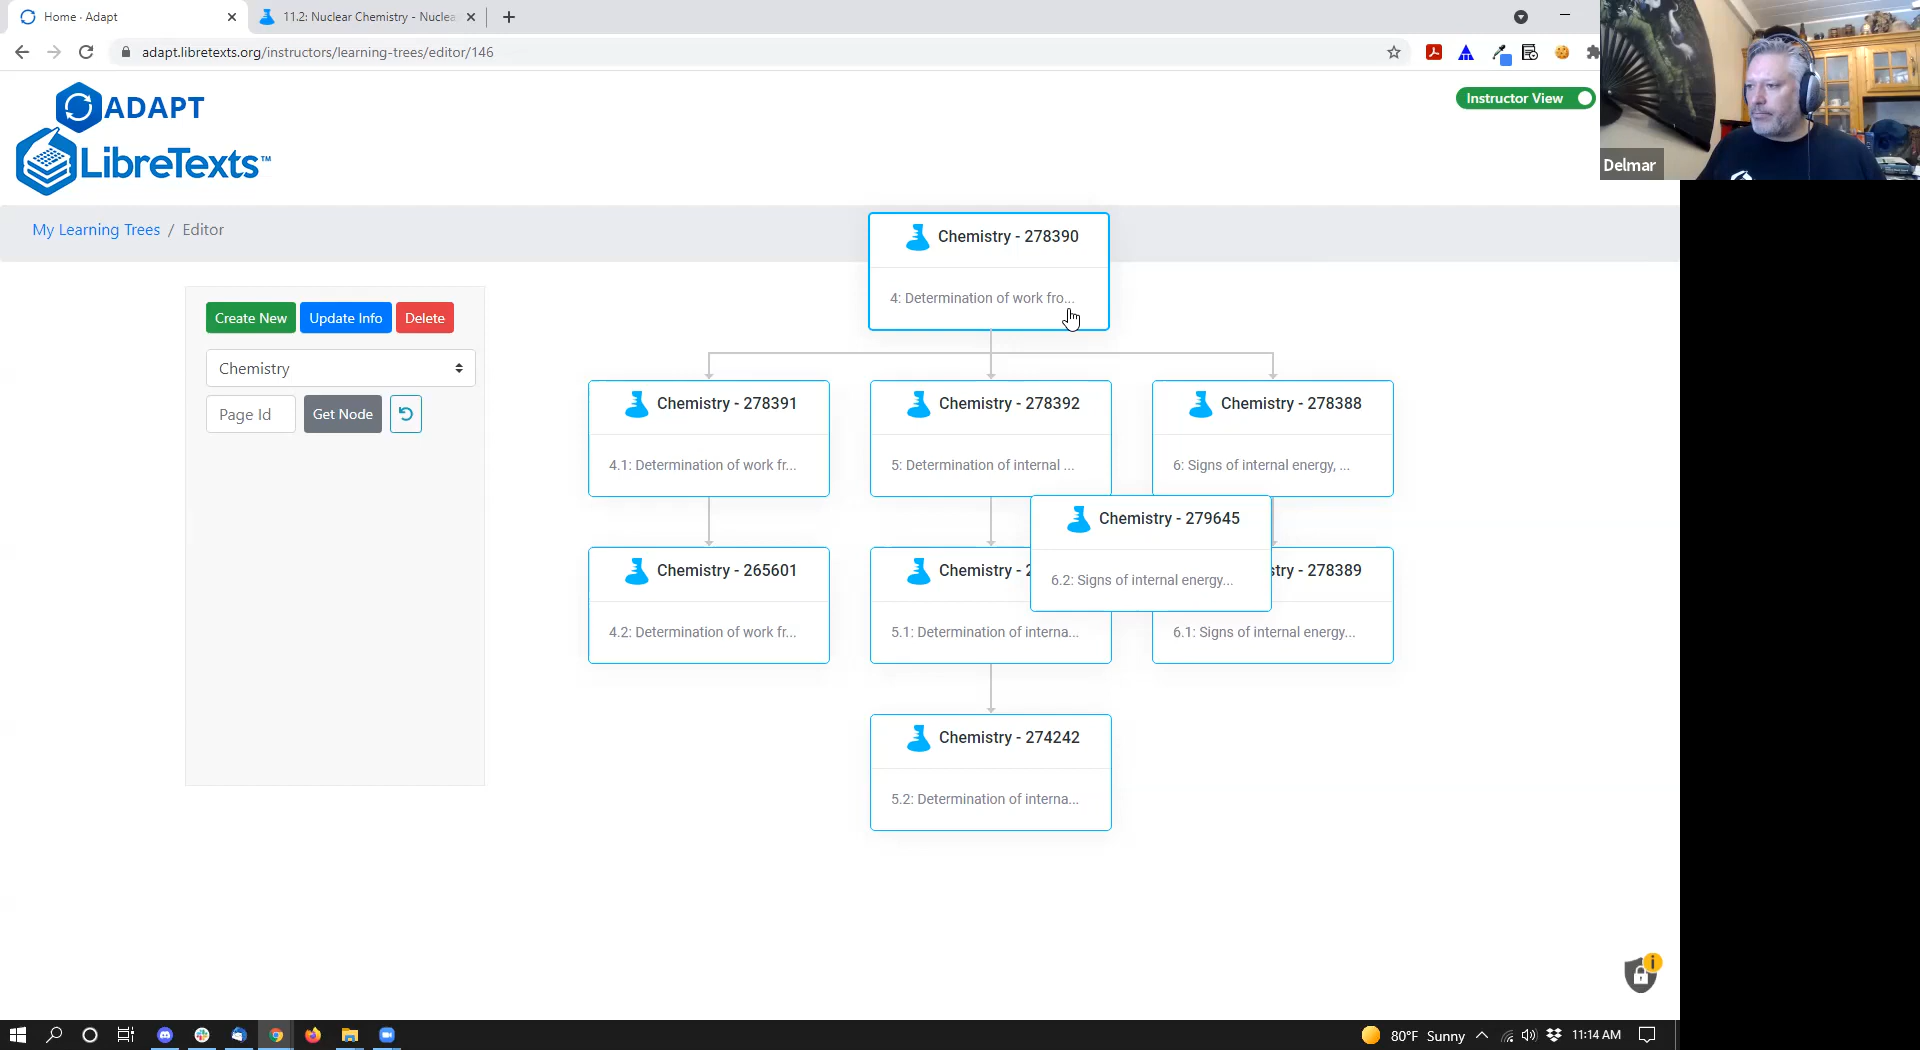 Home - Adapt
11.2: Nuclear Chemistry - Nuclea
adapt.libretexts.org/instructors/learning-trees/editor/146
ADAPT
LibreTexts™
Instructor View
Delmar
My Learning Trees / Editor
Create New
Update Info
Delete
Chemistry
Page Id
Get Node
Chemistry - 278390
4: Determination of work fro...
Chemistry - 278391
4.1: Determination of work fr...
Chemistry - 278392
5: Determination of internal ...
Chemistry - 278388
6: Signs of internal energy, ...
Chemistry - 279645
6.2: Signs of internal energy...
Chemistry - 265601
4.2: Determination of work fr...
Chemistry - 2
5.1: Determination of interna...
stry - 278389
6.1: Signs of internal energy...
Chemistry - 274242
5.2: Determination of interna...
80°F Sunny
11:14 AM